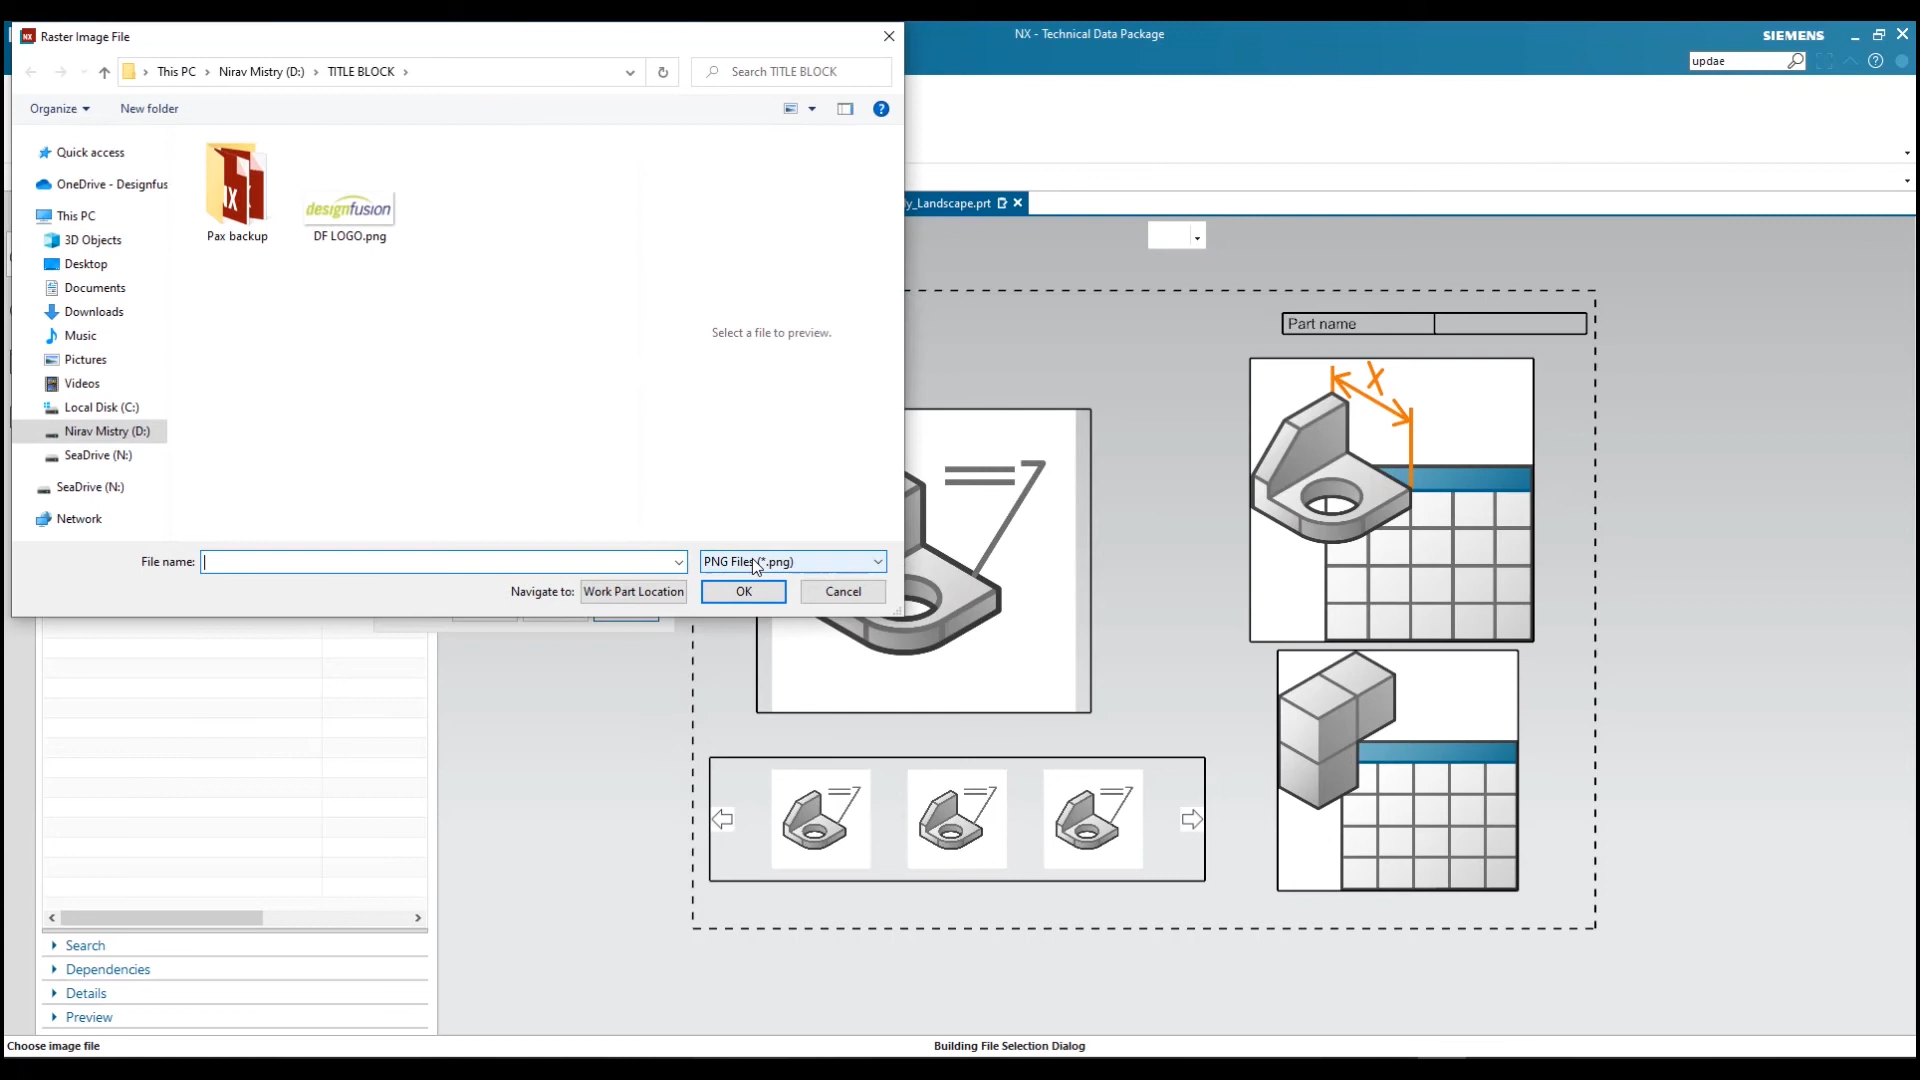 Raster Image File
NX - Technical Data Package
SIEMENS
updae
This PC > Nirav Mistry (D:) > TITLE BLOCK >
Search TITLE BLOCK
Organize
New folder
Quick access
OneDrive - Designfus
This PC
3D Objects
Desktop
Documents
Downloads
Music
Pictures
Videos
Local Disk (C:)
Nirav Mistry (D:)
SeaDrive (N:)
SeaDrive (N:)
Network
NX
Pax backup
designfusion
DF LOGO.png
Select a file to preview.
File name:
PNG Files (*.png)
Navigate to:
Work Part Location
OK
Cancel
y_Landscape.prt
Part name
X
Search
Dependencies
Details
Preview
Choose image file
Building File Selection Dialog